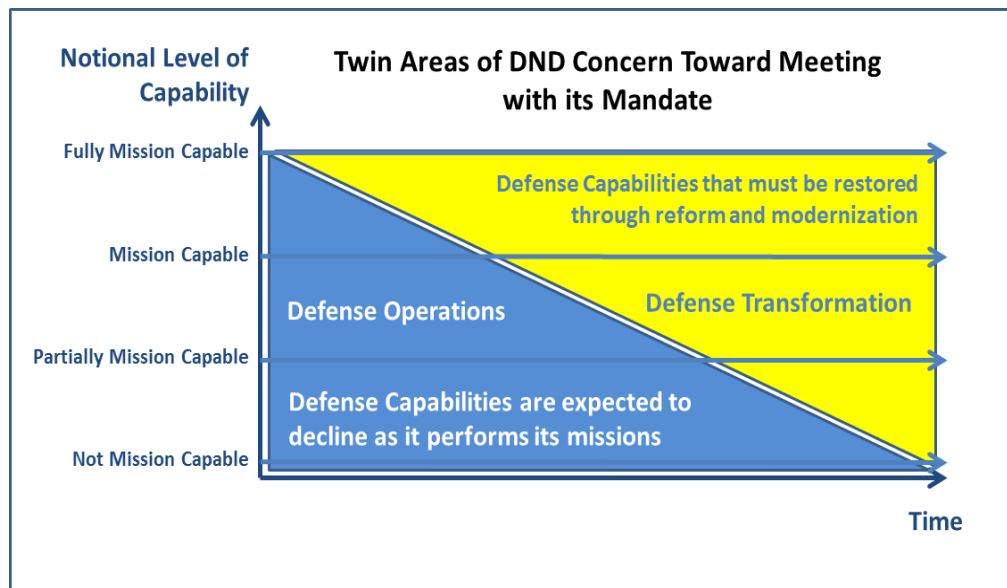 Notional Level of
Capability
Twin Areas of DND Concern Toward Meeting
with its Mandate
Fully Mission Capable
Defense Capabilities that must be restored
through reform and modernization
Mission Capable
Defense Operations
Defense Transformation
Partially Mission Capable
Defense Capabilities are expected to
decline as it performs its missions
Not Mission Capable
Time